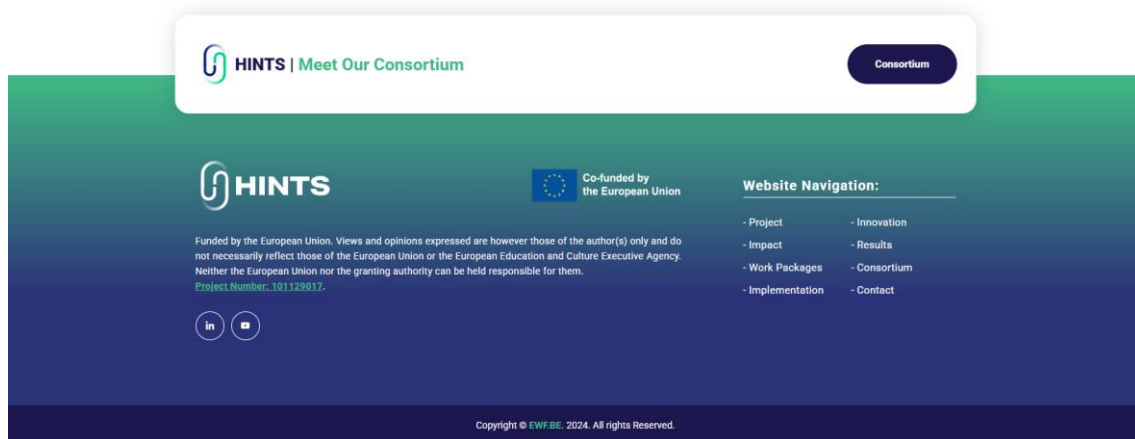 HINTS | Meet Our Consortium
Consortium
HINTS
Co-funded by
the European Union
Funded by the European Union. Views and opinions expressed are however those of the author(s) only and do
not necessarily reflect those of the European Union or the European Education and Culture Executive Agency.
Neither the European Union nor the granting authority can be held responsible for them.
Project Number: 101129017.
in
Website Navigation:
- Project
- Impact
- Work Packages
- Implementation
- Innovation
- Results
- Consortium
- Contact
Copyright © EWF.BE. 2024. All rights Reserved.